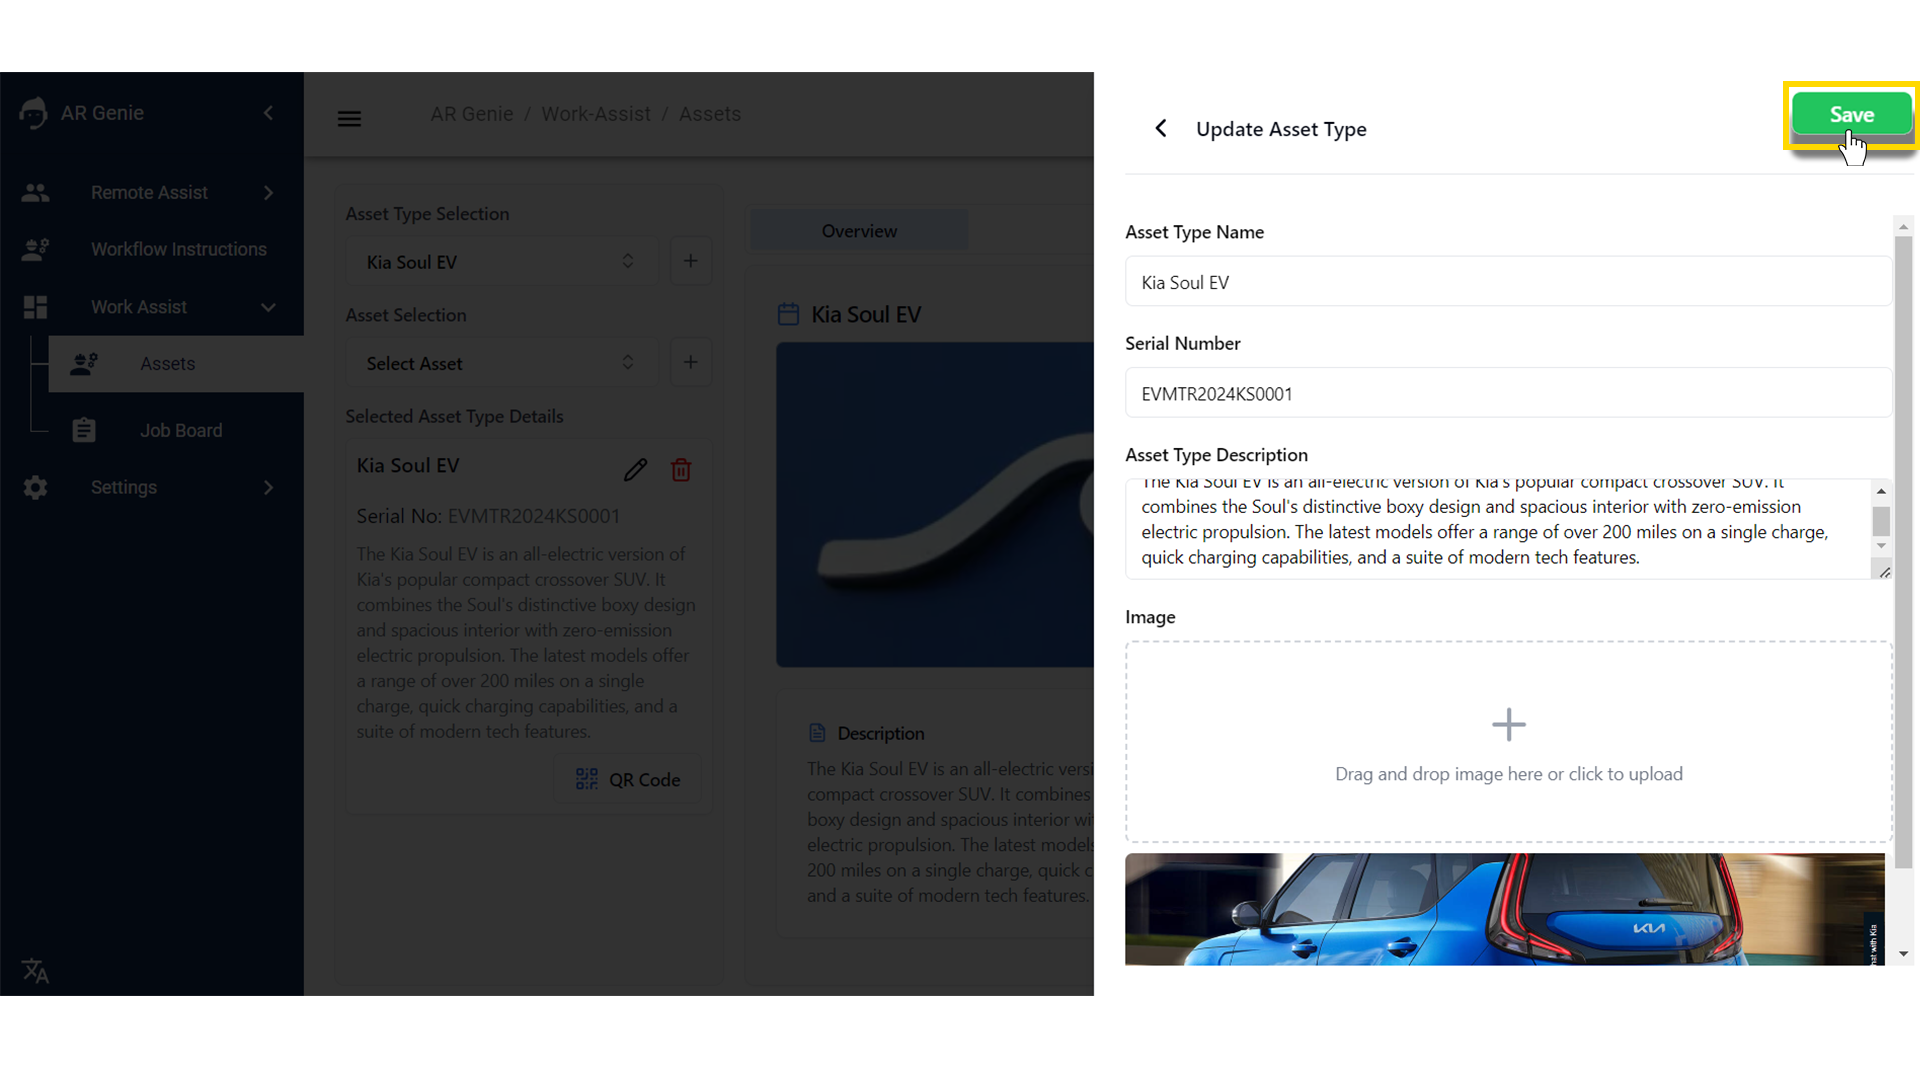 AR Genie
Remote Assist
Workflow Instructions
Work Assist
Assets
Job Board
Settings
AR Genie / Work-Assist / Assets
Asset Type Selection
Kia Soul EV
Asset Selection
Select Asset
Selected Asset Type Details
Kia Soul EV
Serial No: EVMTR2024KS0001
The Kia Soul EV is an all-electric version of
Kia's popular compact crossover SUV. It
combines the Soul's distinctive boxy design
and spacious interior with zero-emission
electric propulsion. The latest models offer
a range of over 200 miles on a single
charge, quick charging capabilities, and a
suite of modern tech features.
QR Code
Overview
Kia Soul EV
Description
The Kia Soul EV is an all-electric versi
compact crossover SUV. It combines
boxy design and spacious interior wi
electric propulsion. The latest models
200 miles on a single charge, quick c
and a suite of modern tech features.
Update Asset Type
Save
Asset Type Name
Kia Soul EV
Serial Number
EVMTR2024KS0001
Asset Type Description
The Kia Soul EV is an all-electric version of Kia's popular compact crossover SUV. It
combines the Soul's distinctive boxy design and spacious interior with zero-emission
electric propulsion. The latest models offer a range of over 200 miles on a single charge,
quick charging capabilities, and a suite of modern tech features.
Image
Drag and drop image here or click to upload
KIA
hat with Kia